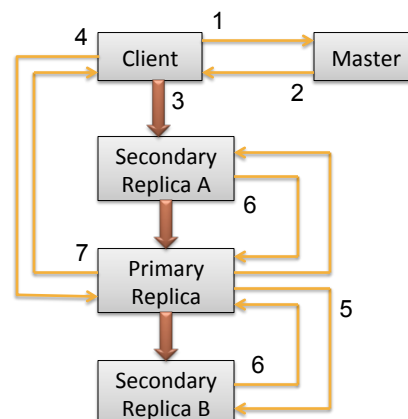 4
1
Client
Master
2
3
Secondary
Replica A
6
7
Primary
Replica
5
6
Secondary
Replica B